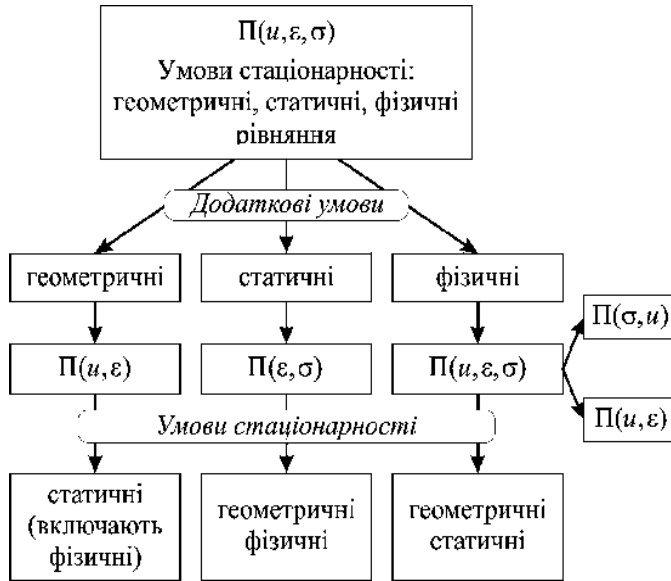 П(u,ε,σ)
Умови стаціонарності:
геометричні, статичні, фізичні
рівняння
Додаткові умови
геометричні
статичні
фізичні
П(u,ε)
П(ε,σ)
П(u,ε,σ)
П(σ,u)
П(u,ε)
Умови стаціонарності
статичні
(включають
фізичні)
геометричні
фізичні
геометричні
статичні